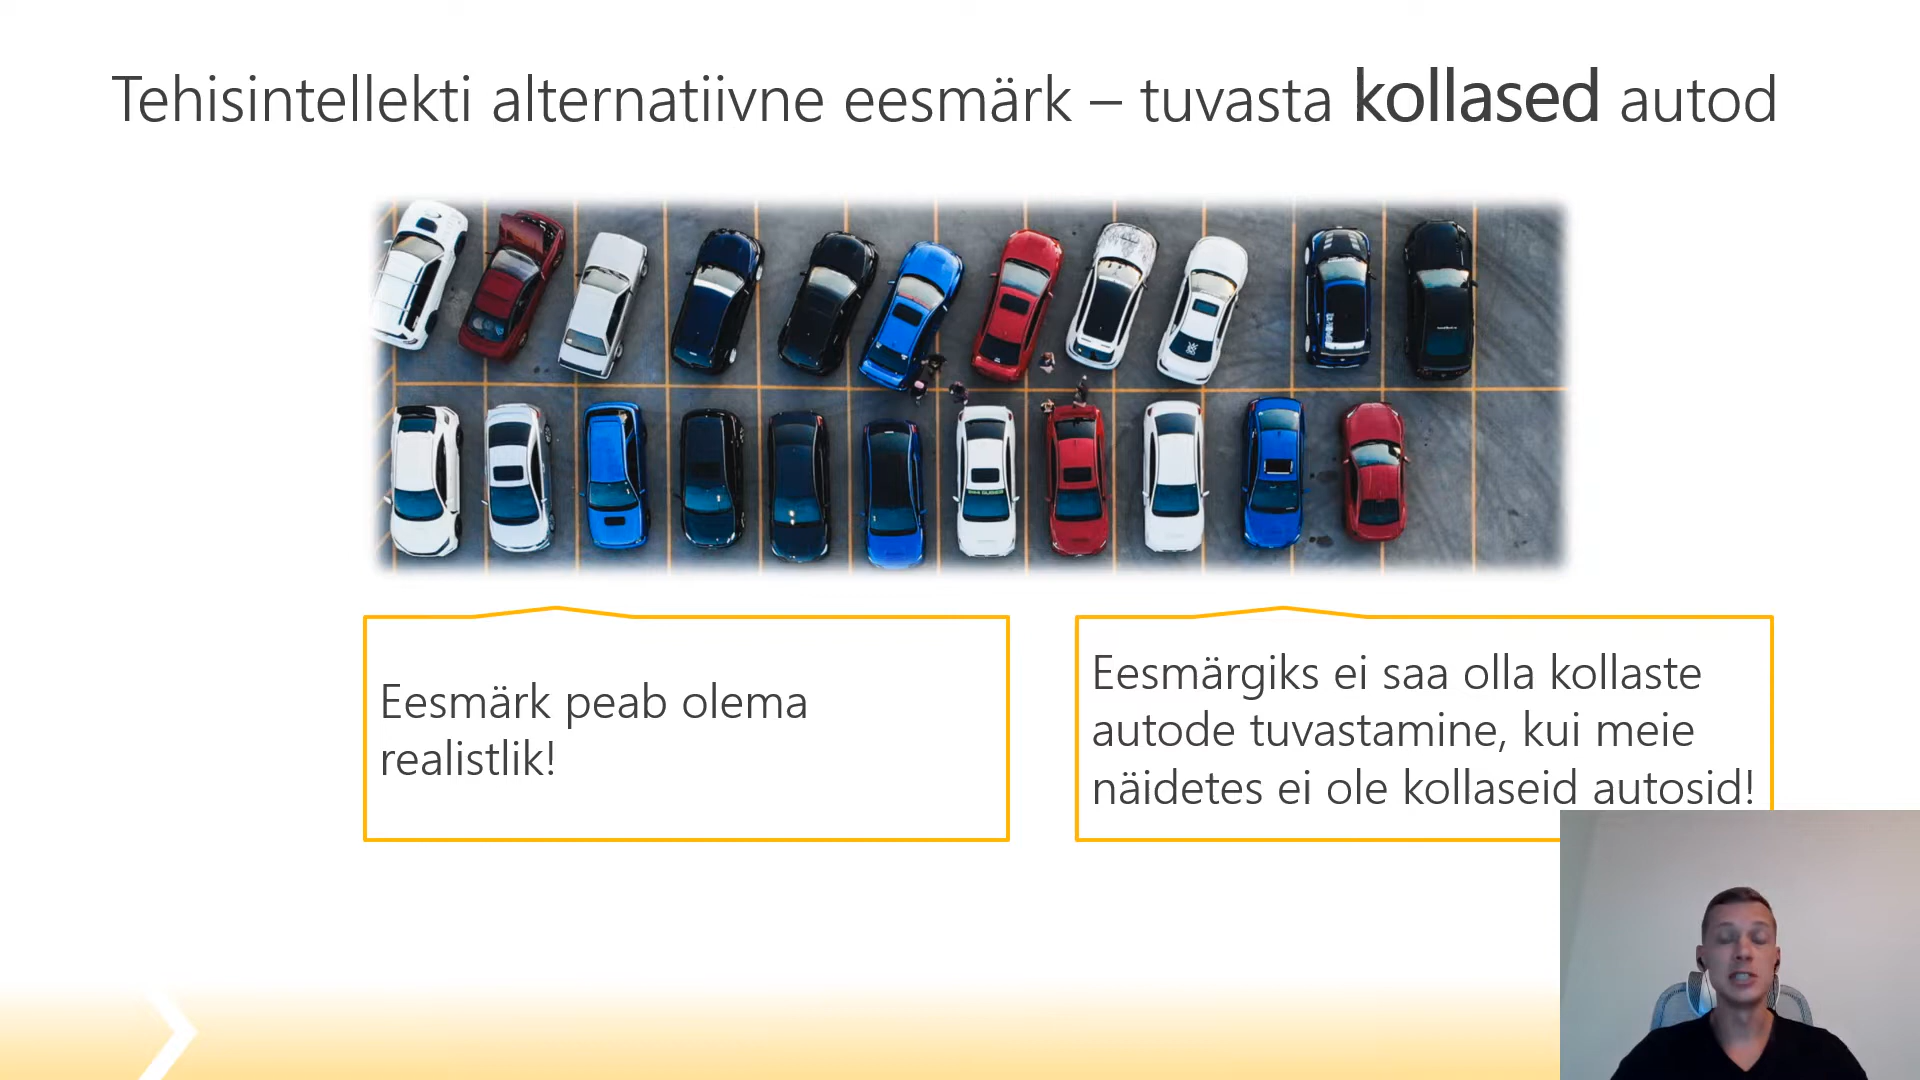 Tehisintellekti alternatiivne eesmärk – tuvasta kollased autod
Eesmärk peab olema
realistlik!
Eesmärgiks ei saa olla kollaste
autode tuvastamine, kui meie
näidetes ei ole kollaseid autosid!